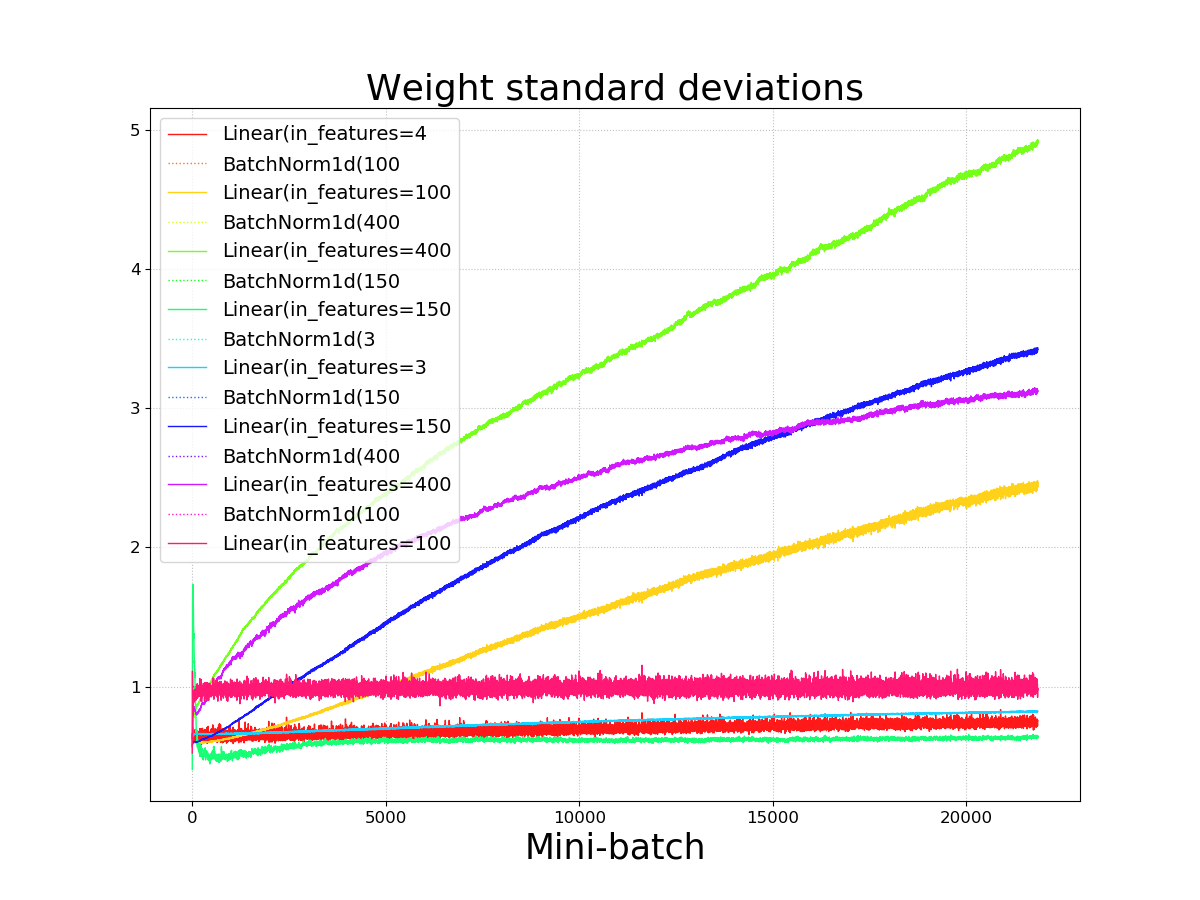 Weight standard deviations
5
4
3
2
1
Linear(in_features=4
BatchNorm1d(100
Linear(in_features=100
BatchNorm1d(400
Linear(in_features=400
BatchNorm1d(150
Linear(in_features=150
BatchNorm1d(3
Linear(in_features=3
BatchNorm1d(150
Linear(in_features=150
BatchNorm1d(400
Linear(in_features=400
BatchNorm1d(100
Linear(in_features=100
0 5000 10000 15000 20000
Mini-batch